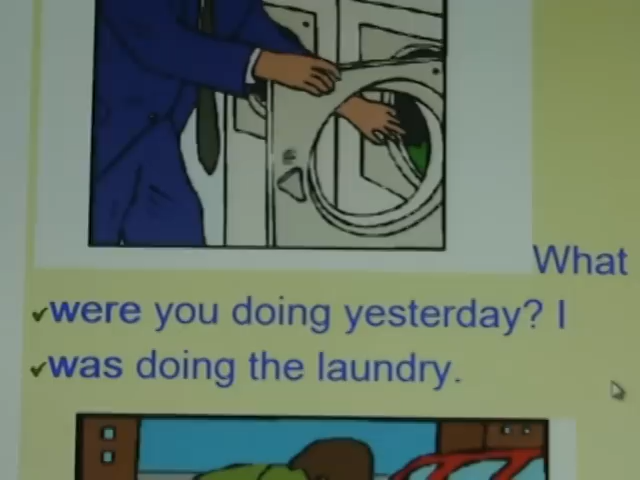 What
were you doing yesterday? I
was doing the laundry.